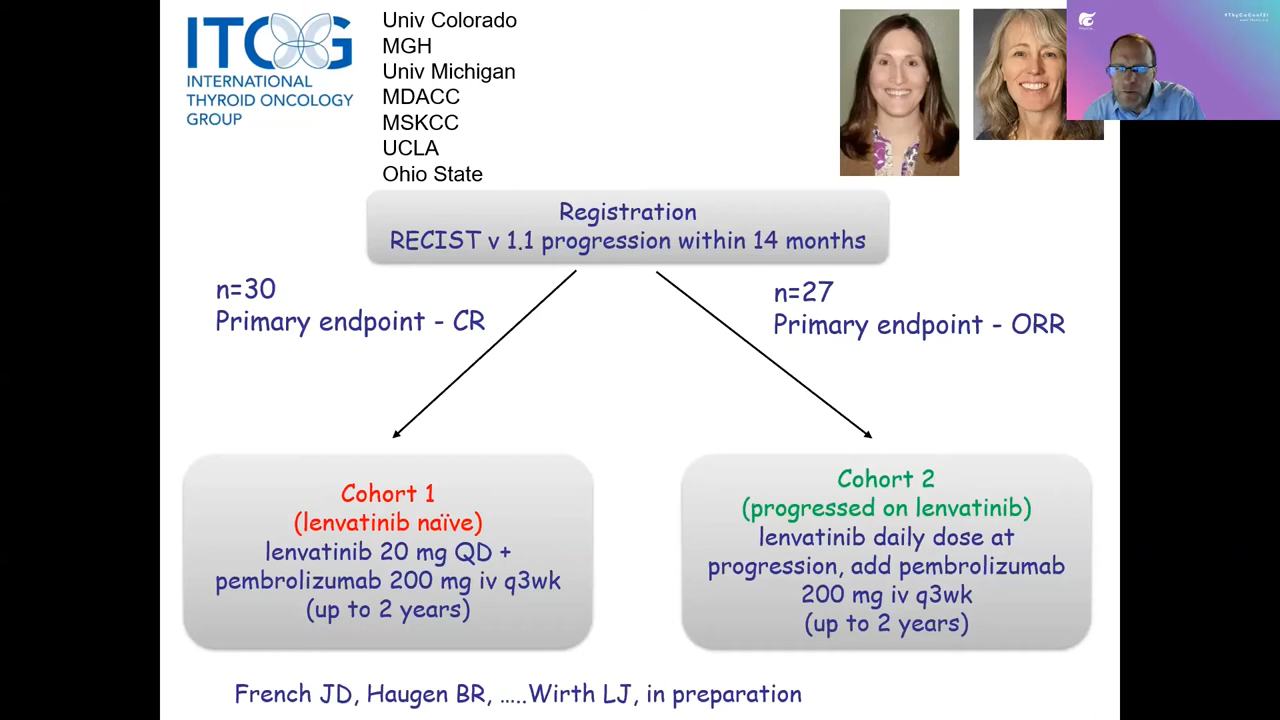 ITOG
INTERNATIONAL
THYROID ONCOLOGY
GROUP
Univ Colorado
MGH
Univ Michigan
MDACC
MSKCC
UCLA
Ohio State
Registration
RECIST v 1.1 progression within 14 months
n=30
Primary endpoint - CR
n=27
Primary endpoint - ORR
Cohort 1
(lenvatinib naïve)
lenvatinib 20 mg QD +
pembrolizumab 200 mg iv q3wk
(up to 2 years)
Cohort 2
(progressed on lenvatinib)
lenvatinib daily dose at
progression, add pembrolizumab
200 mg iv q3wk
(up to 2 years)
French JD, Haugen BR, …..Wirth LJ, in preparation